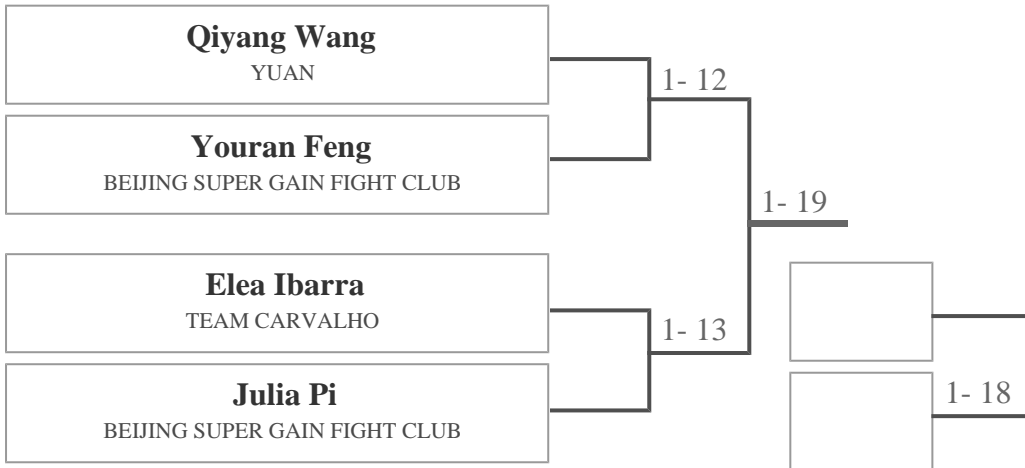 Qiyang Wang
YUAN
1- 12
Youran Feng
BEIJING SUPER GAIN FIGHT CLUB
1- 19
Elea Ibarra
TEAM CARVALHO
1- 13
Julia Pi
BEIJING SUPER GAIN FIGHT CLUB
1- 18